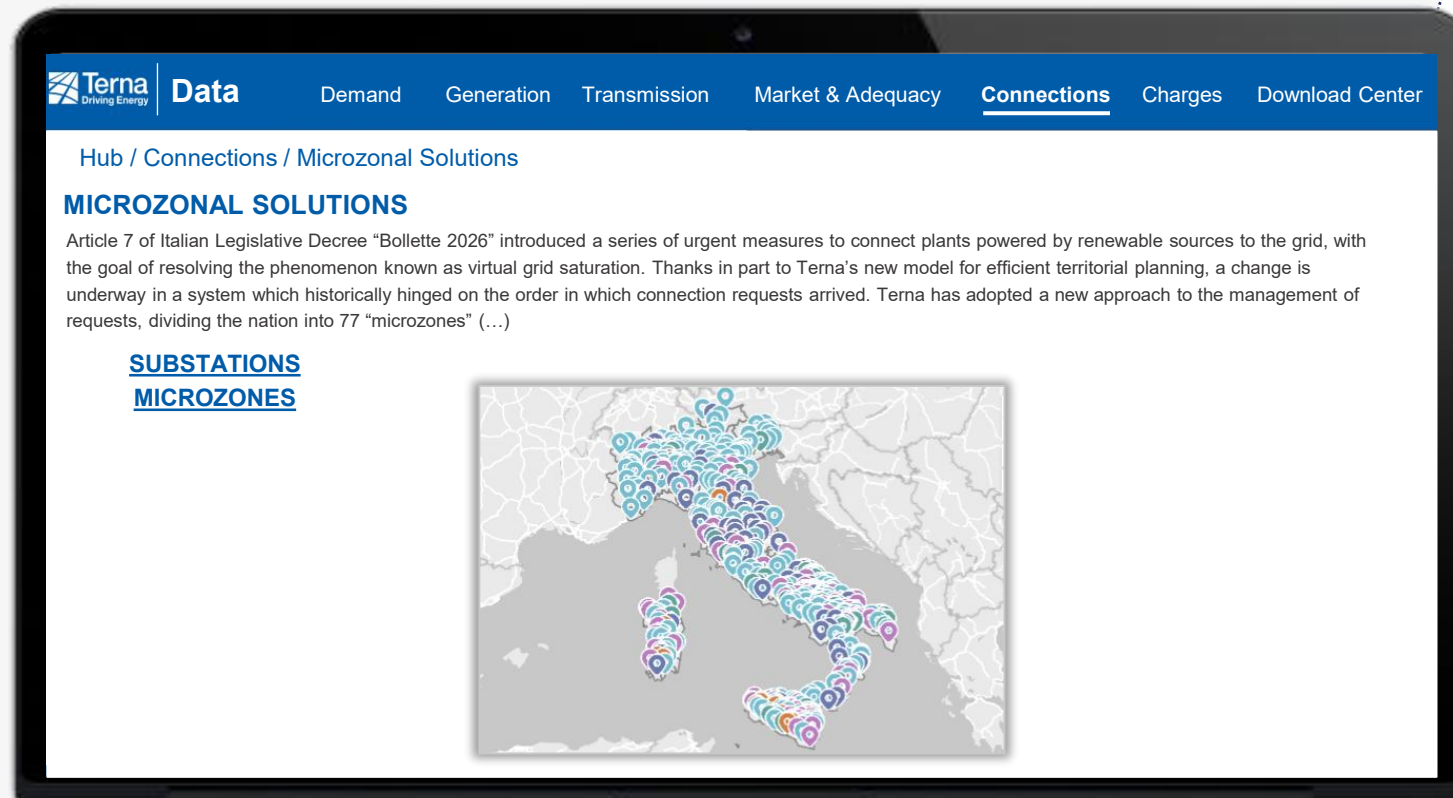 Terna
Driving Energy
Data
Demand
Generation
Transmission
Market & Adequacy
Connections
Charges
Download Center
Hub / Connections / Microzonal Solutions
MICROZONAL SOLUTIONS
Article 7 of Italian Legislative Decree “Bollette 2026” introduced a series of urgent measures to connect plants powered by renewable sources to the grid, with
the goal of resolving the phenomenon known as virtual grid saturation. Thanks in part to Terna’s new model for efficient territorial planning, a change is
underway in a system which historically hinged on the order in which connection requests arrived. Terna has adopted a new approach to the management of
requests, dividing the nation into 77 “microzones” (…)
SUBSTATIONS
MICROZONES